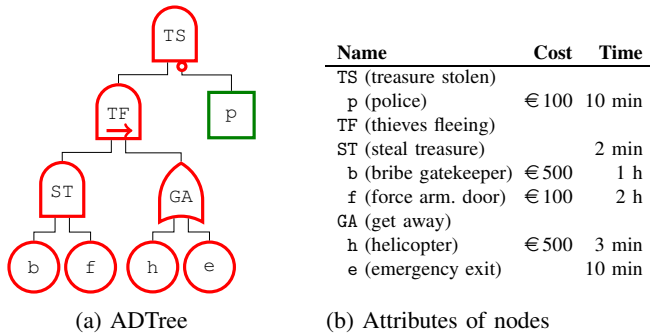 TS
TF
p
ST
GA
b
f
h
e
(a) ADTree
Name Cost Time
TS (treasure stolen)
p (police) €100 10 min
TF (thieves fleeing)
ST (steal treasure) 2 min
b (bribe gatekeeper) €500 1 h
f (force arm. door) €100 2 h
GA (get away)
h (helicopter) €500 3 min
e (emergency exit) 10 min
(b) Attributes of nodes